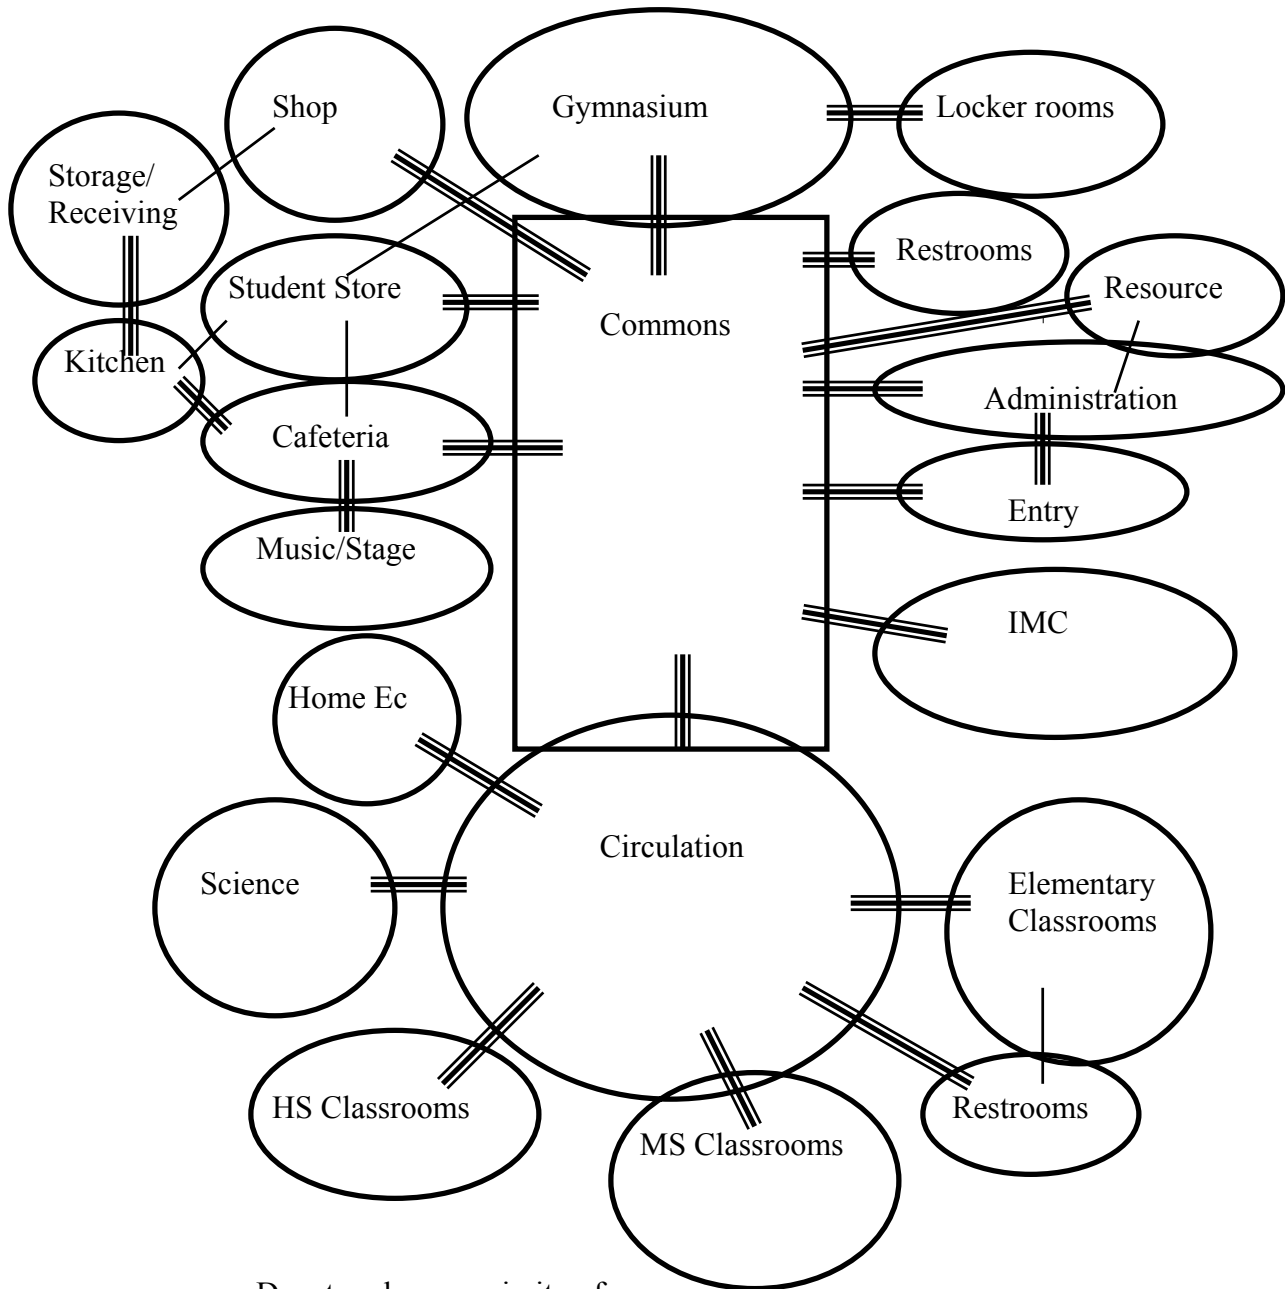 Shop
Gymnasium
Locker rooms
Storage/
Receiving
Restrooms
Student Store
Resource
Commons
Kitchen
Administration
Cafeteria
Entry
Music/Stage
IMC
Home Ec
Circulation
Science
Elementary
Classrooms
HS Classrooms
Restrooms
MS Classrooms